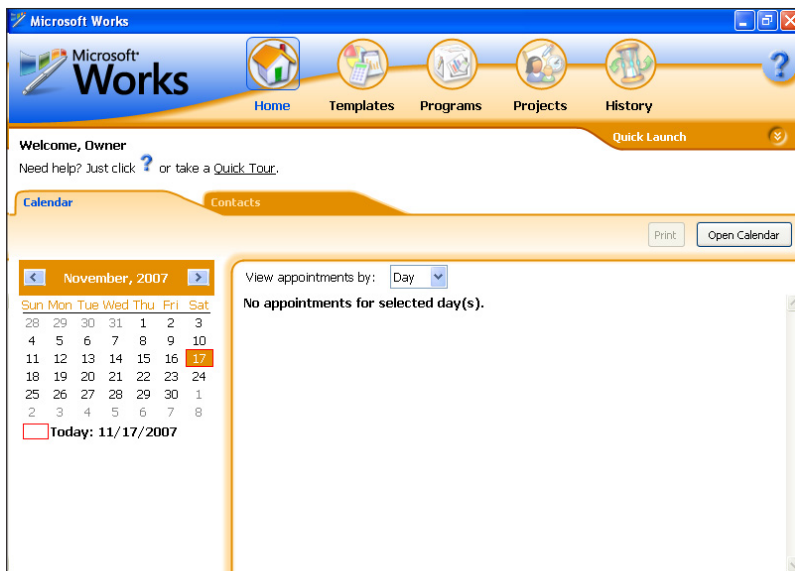 Microsoft Works
Microsoft
Works
Home Templates Programs Projects History
Quick Launch
Welcome, Owner
Need help? Just click ? or take a Quick Tour.
Calendar Contacts
Print Open Calendar
November, 2007
View appointments by: Day
No appointments for selected day(s).
Sun Mon Tue Wed Thu Fri Sat
28 29 30 31 1 2 3
4 5 6 7 8 9 10
11 12 13 14 15 16 17
18 19 20 21 22 23 24
25 26 27 28 29 30 1
2 3 4 5 6 7 8
Today: 11/17/2007